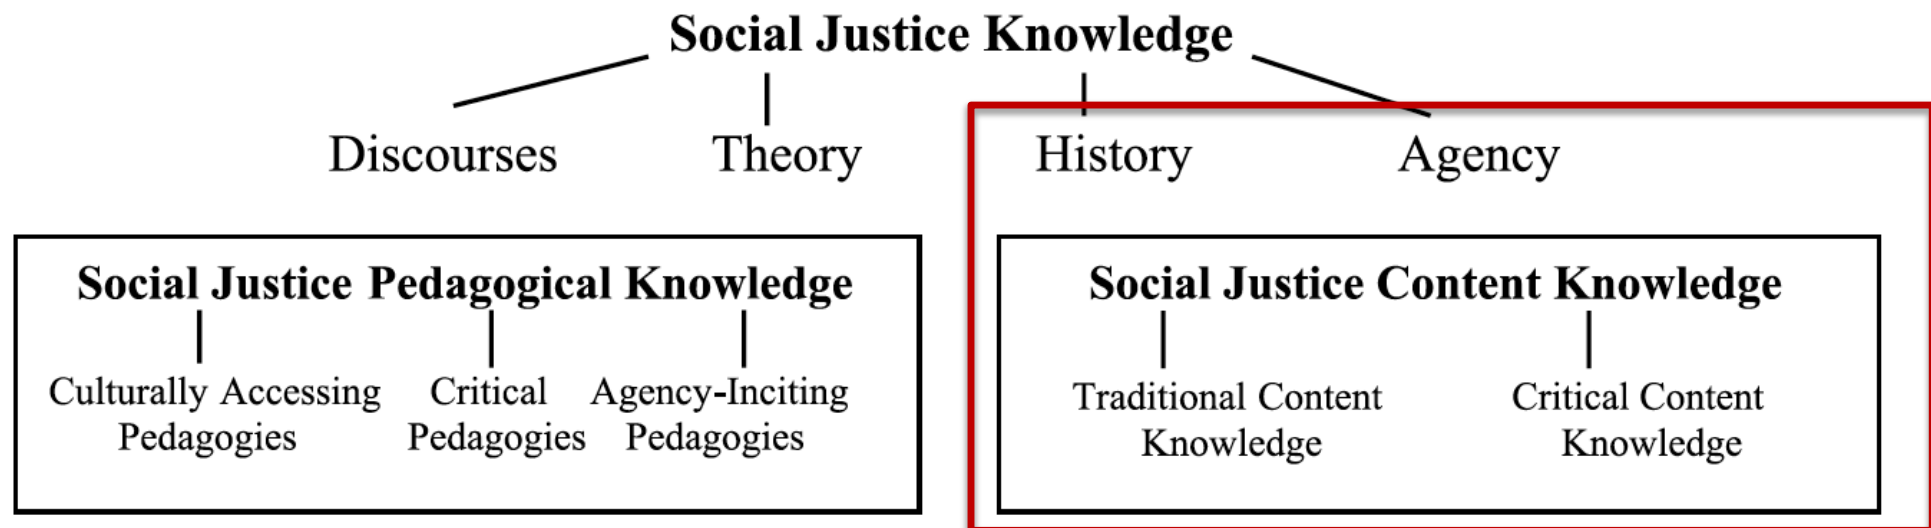 Social Justice Knowledge
Discourses Theory History Agency
Social Justice Pedagogical Knowledge
Culturally Accessing Pedagogies
Critical Pedagogies
Agency-Inciting Pedagogies
Social Justice Content Knowledge
Traditional Content Knowledge
Critical Content Knowledge